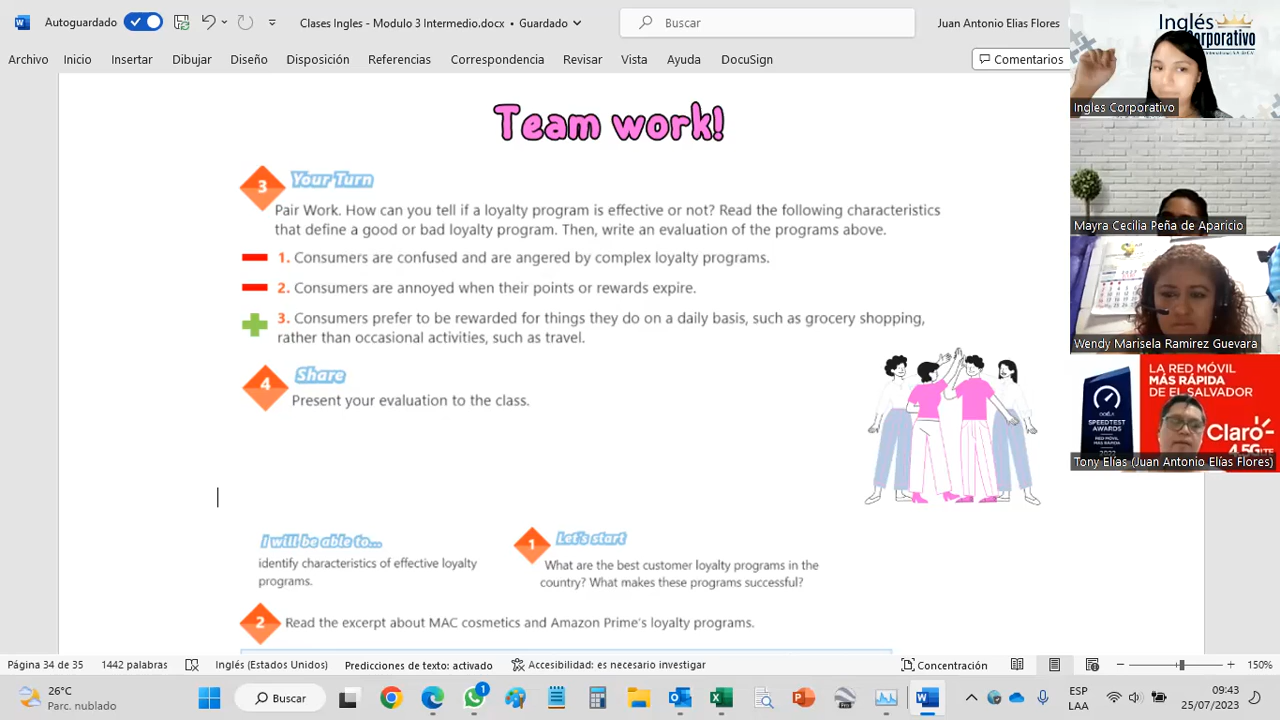 Autoguardado
Clases Ingles - Modulo 3 Intermedio.docx • Guardado
Buscar
Juan Antonio Elias Flores
Archivo Inicio Insertar Dibujar Diseño Disposición Referencias Correspondencia Revisar Vista Ayuda DocuSign
Comentarios
Team work!
3 Your Turn
Pair Work. How can you tell if a loyalty program is effective or not? Read the following characteristics
that define a good or bad loyalty program. Then, write an evaluation of the programs above.
1. Consumers are confused and are angered by complex loyalty programs.
2. Consumers are annoyed when their points or rewards expire.
3. Consumers prefer to be rewarded for things they do on a daily basis, such as grocery shopping,
rather than occasional activities, such as travel.
4 Share
Present your evaluation to the class.
I will be able to...
identify characteristics of effective loyalty
programs.
1 Let's start
What are the best customer loyalty programs in the
country? What makes these programs successful?
2 Read the excerpt about MAC cosmetics and Amazon Prime's loyalty programs.
Inglés
Corporativo
Ingles Corporativo
Mayra Cecilia Peña de Aparicio
Wendy Marisela Ramirez Guevara
LA RED MÓVIL
MÁS RÁPIDA
DE EL SALVADOR
SPEEDTEST
AWARDS
Claro
4.5G LTE
Tony Elías (Juan Antonio Elías Flores)
Página 34 de 35 1442 palabras Inglés (Estados Unidos) Predicciones de texto: activado Accesibilidad: es necesario investigar Concentración 150%
26°C
Parc. nublado
Buscar
1
ESP
LAA
09:43
25/07/2023